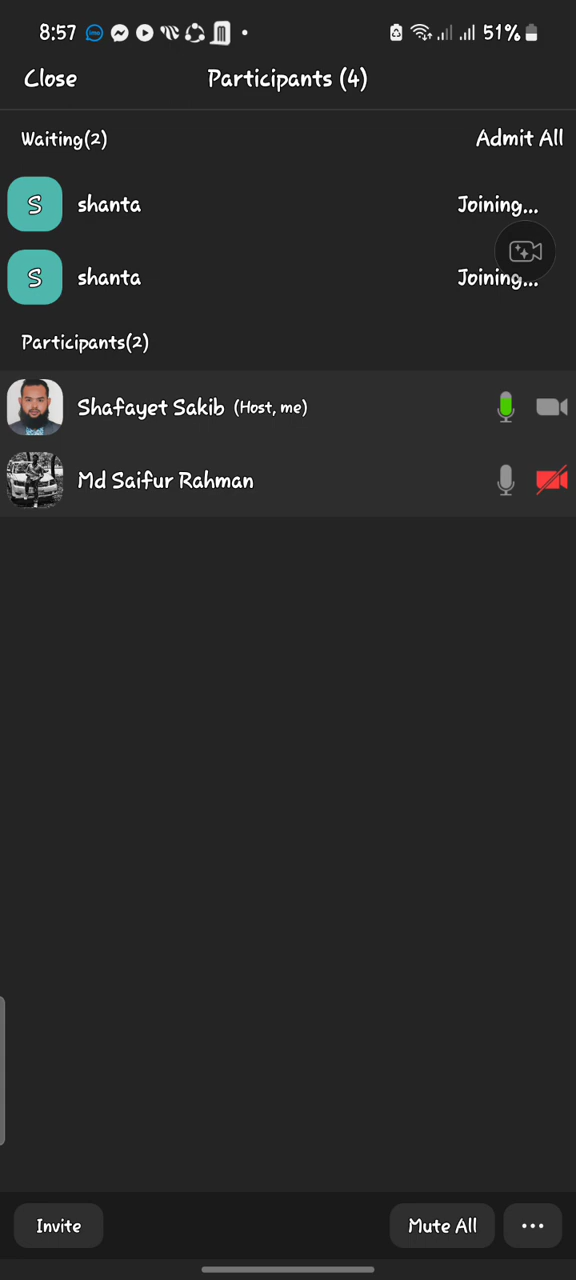 8:57 imo 51%
Close Participants (4)
Waiting(2) Admit All
S shanta Joining...
S shanta Joining...
Participants(2)
Shafayet Sakib (Host, me)
Md Saifur Rahman
Invite Mute All ...